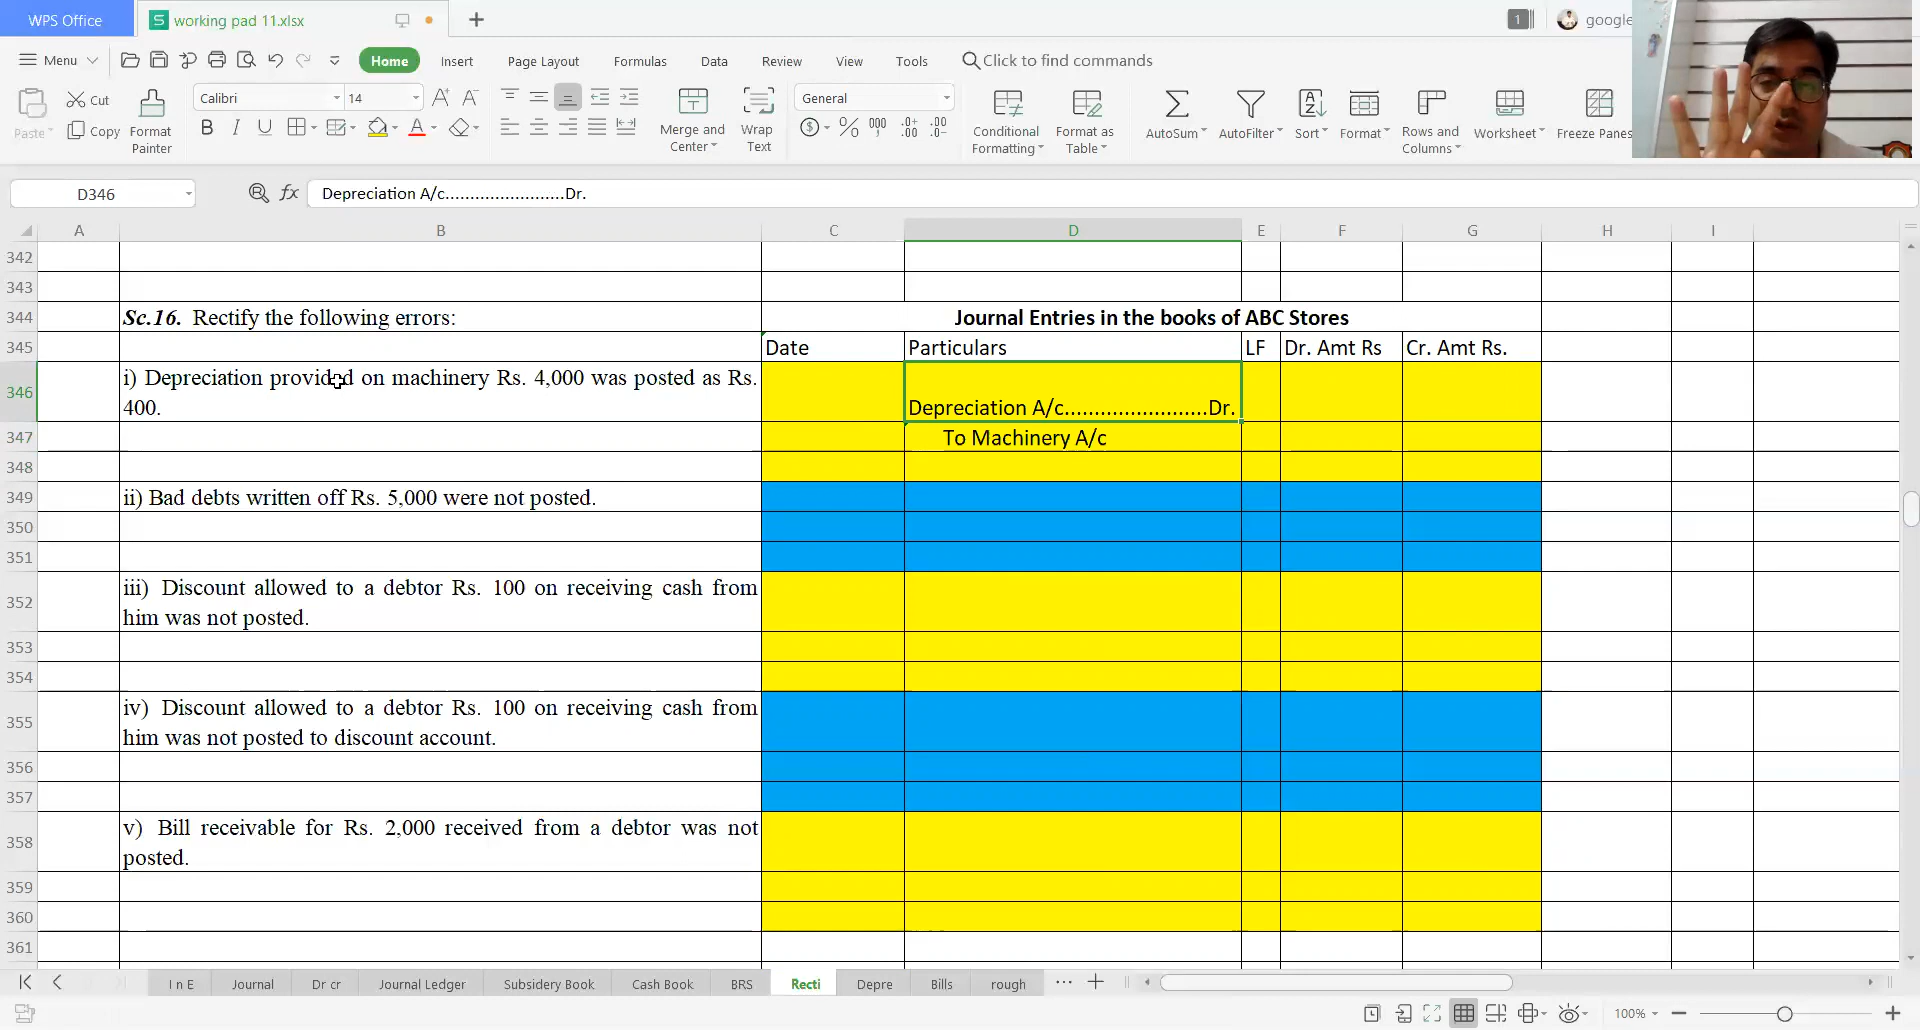 WPS Office
working pad 11.xlsx
1
google
Menu
Home
Insert
Page Layout
Formulas
Data
Review
View
Tools
Click to find commands
Paste
Cut
Copy
Format Painter
Calibri
14
Merge and Center
Wrap Text
General
AutoSum
AutoFilter
Sort
Format
Rows and Columns
Worksheet
Freeze Panes
Conditional Formatting
Format as Table
D346
fx
Depreciation A/c........................Dr.
A B C D E F G H I
342
343
344 Sc.16. Rectify the following errors: Journal Entries in the books of ABC Stores
345 Date Particulars LF Dr. Amt Rs Cr. Amt Rs.
346 i) Depreciation provided on machinery Rs. 4,000 was posted as Rs.
400. Depreciation A/c........................Dr.
347 To Machinery A/c
348
349 ii) Bad debts written off Rs. 5,000 were not posted.
350
351
352 iii) Discount allowed to a debtor Rs. 100 on receiving cash from
him was not posted.
353
354
355 iv) Discount allowed to a debtor Rs. 100 on receiving cash from
him was not posted to discount account.
356
357
358 v) Bill receivable for Rs. 2,000 received from a debtor was not
posted.
359
360
361
I n E Journal Dr cr Journal Ledger Subsidery Book Cash Book BRS Recti Depre Bills rough
100%